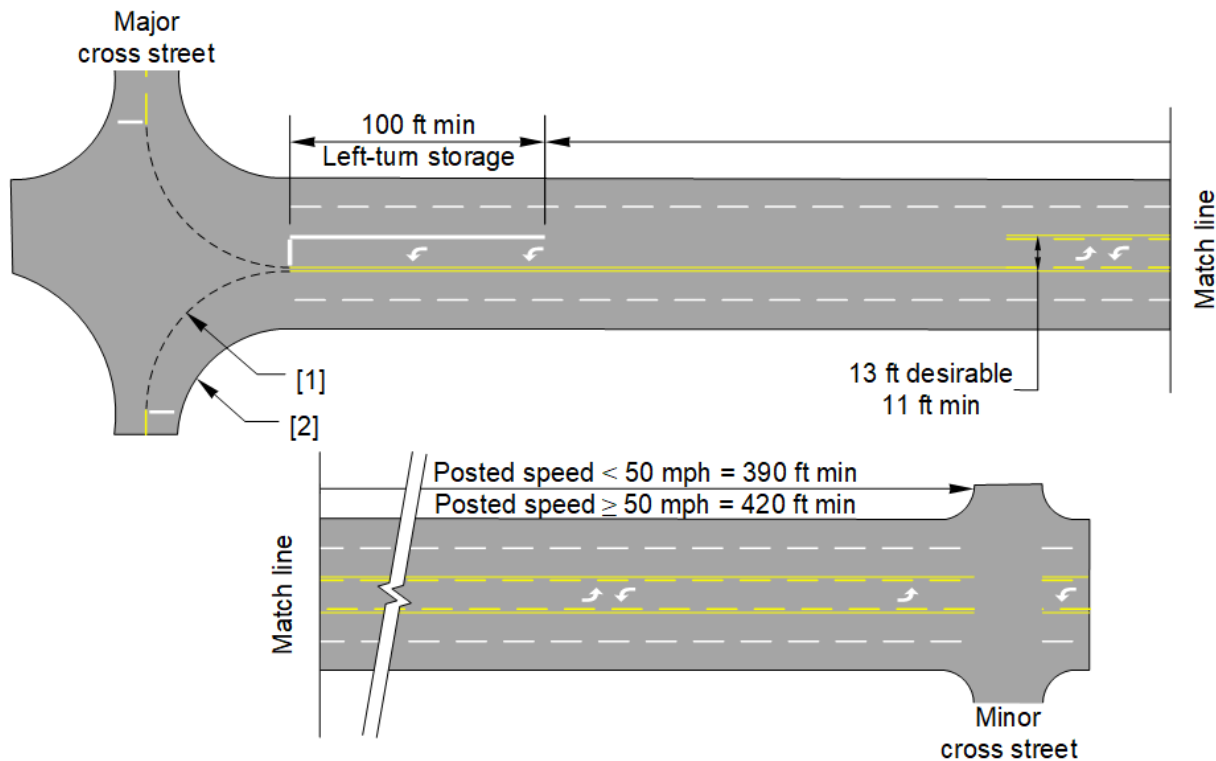 Major
cross street
100 ft min
Left-turn storage
Match line
13 ft desirable
11 ft min
[1]
[2]
Posted speed < 50 mph = 390 ft min
Posted speed ≥ 50 mph = 420 ft min
Match line
Minor
cross street